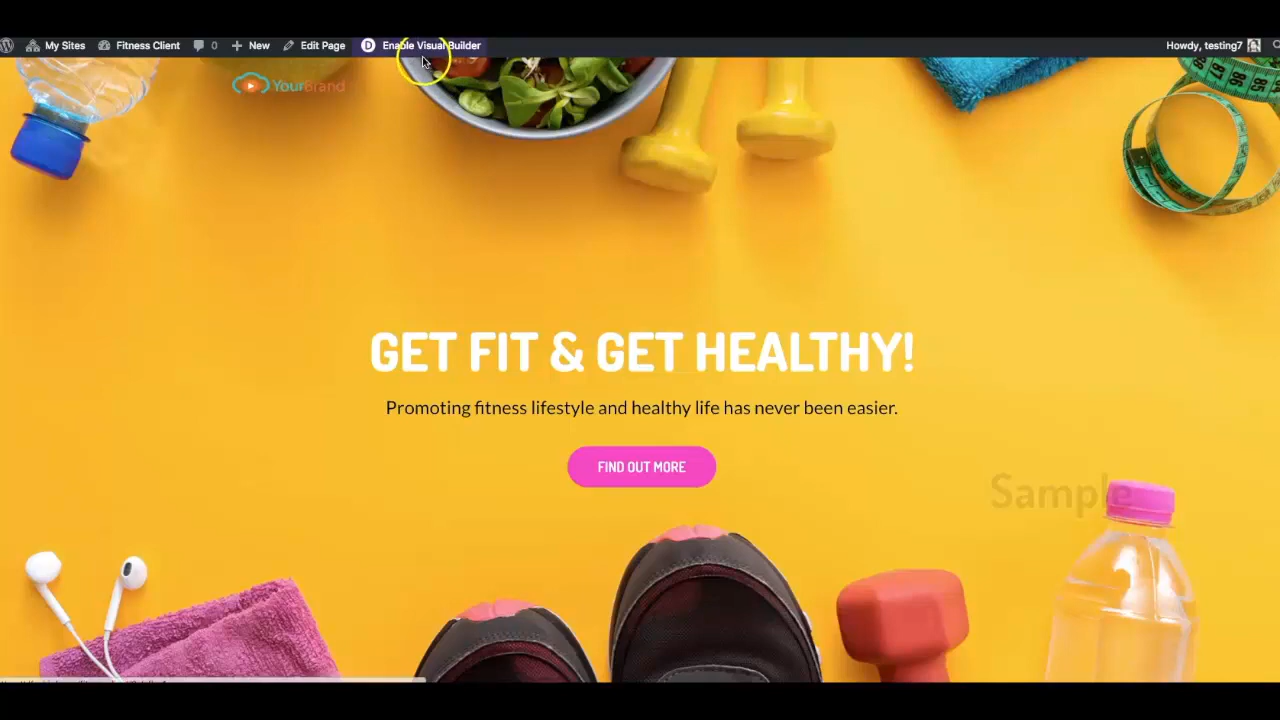 My Sites Fitness Client 0 New Edit Page D Enable Visual Builder Howdy, testing7
YourBrand
GET FIT & GET HEALTHY!
Promoting fitness lifestyle and healthy life has never been easier.
FIND OUT MORE
Sample